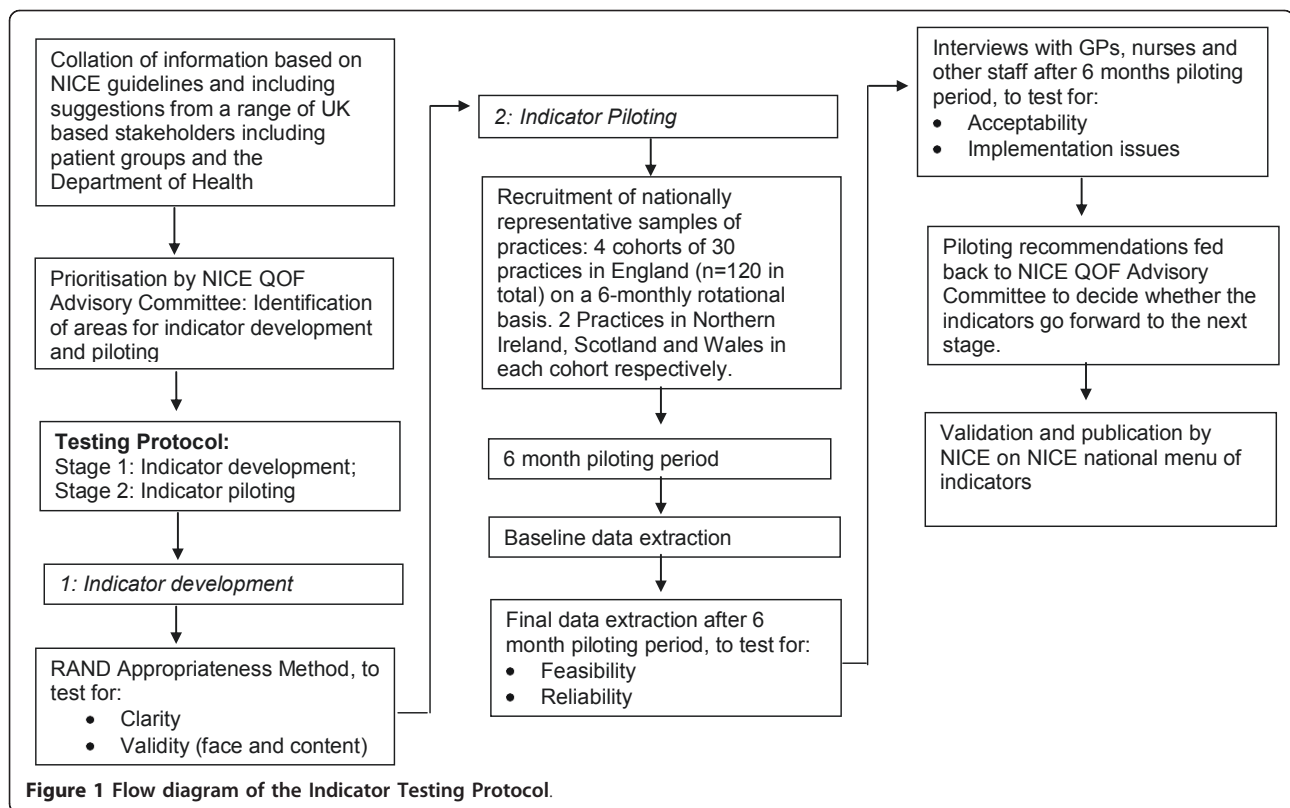 Collation of information based on
NICE guidelines and including
suggestions from a range of UK
based stakeholders including
patient groups and the
Department of Health
Prioritisation by NICE QOF
Advisory Committee: Identification
of areas for indicator development
and piloting
Testing Protocol:
Stage 1: Indicator development;
Stage 2: Indicator piloting
1: Indicator development
RAND Appropriateness Method, to
test for:
• Clarity
• Validity (face and content)
2: Indicator Piloting
Recruitment of nationally
representative samples of
practices: 4 cohorts of 30
practices in England (n=120 in
total) on a 6-monthly rotational
basis. 2 Practices in Northern
Ireland, Scotland and Wales in
each cohort respectively.
6 month piloting period
Baseline data extraction
Final data extraction after 6
month piloting period, to test for:
• Feasibility
• Reliability
Interviews with GPs, nurses and
other staff after 6 months piloting
period, to test for:
• Acceptability
• Implementation issues
Piloting recommendations fed
back to NICE QOF Advisory
Committee to decide whether the
indicators go forward to the next
stage.
Validation and publication by
NICE on NICE national menu of
indicators
Figure 1 Flow diagram of the Indicator Testing Protocol.